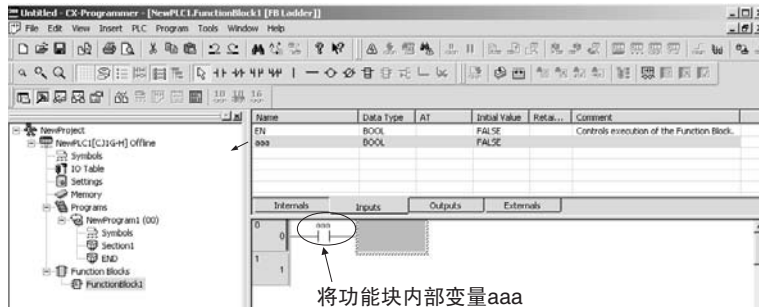 Untitled - CX-Programmer - [NewPLC1.FunctionBlock1 [FB Ladder]]
File Edit View Insert PLC Program Tools Window Help
10 16
Name Data Type AT Initial Value Retai... Comment
EN BOOL FALSE Controls execution of the Function Block.
aaa BOOL FALSE
Internals Inputs Outputs Externals
NewProject
NewPLC1[CJ1G-H] Offline
Symbols
IO Table
Settings
Memory
Programs
NewProgram1 (00)
Symbols
Section1
END
Function Blocks
FunctionBlock1
0
0
aaa
1
1
将功能块内部变量aaa